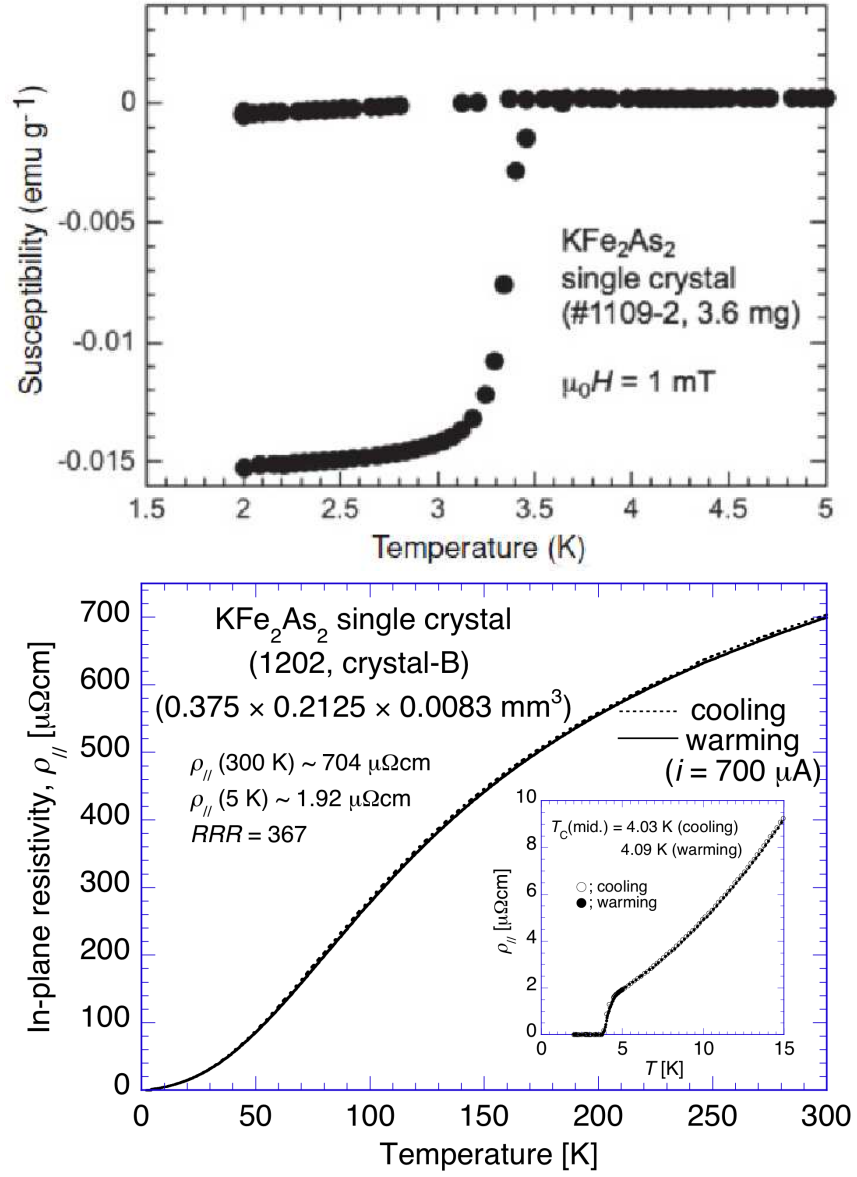 0
-0.005
-0.01
-0.015
Susceptibility (emu g⁻¹)
KFe₂As₂
single crystal
(#1109-2, 3.6 mg)
μ₀H = 1 mT
1.5 2 2.5 3 3.5 4 4.5 5
Temperature (K)
700
600
500
400
300
200
100
0
In-plane resistivity, ρ// [μΩcm]
KFe₂As₂ single crystal
(1202, crystal-B)
(0.375 × 0.2125 × 0.0083 mm³)
cooling
warming
(i = 700 μA)
ρ// (300 K) ~ 704 μΩcm
ρ// (5 K) ~ 1.92 μΩcm
RRR = 367
10
8
6
4
2
0
ρ// [μΩcm]
T_C(mid.) = 4.03 K (cooling)
4.09 K (warming)
○; cooling
●; warming
0 5 10 15
T [K]
0 50 100 150 200 250 300
Temperature [K]